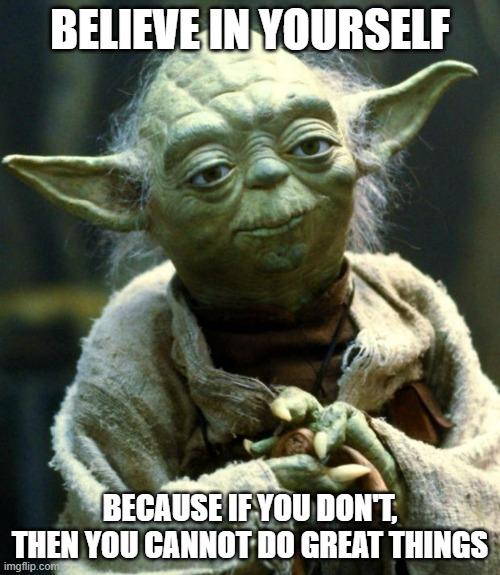 BELIEVE IN YOURSELF
BECAUSE IF YOU DON'T,
THEN YOU CANNOT DO GREAT THINGS
imgflip.com